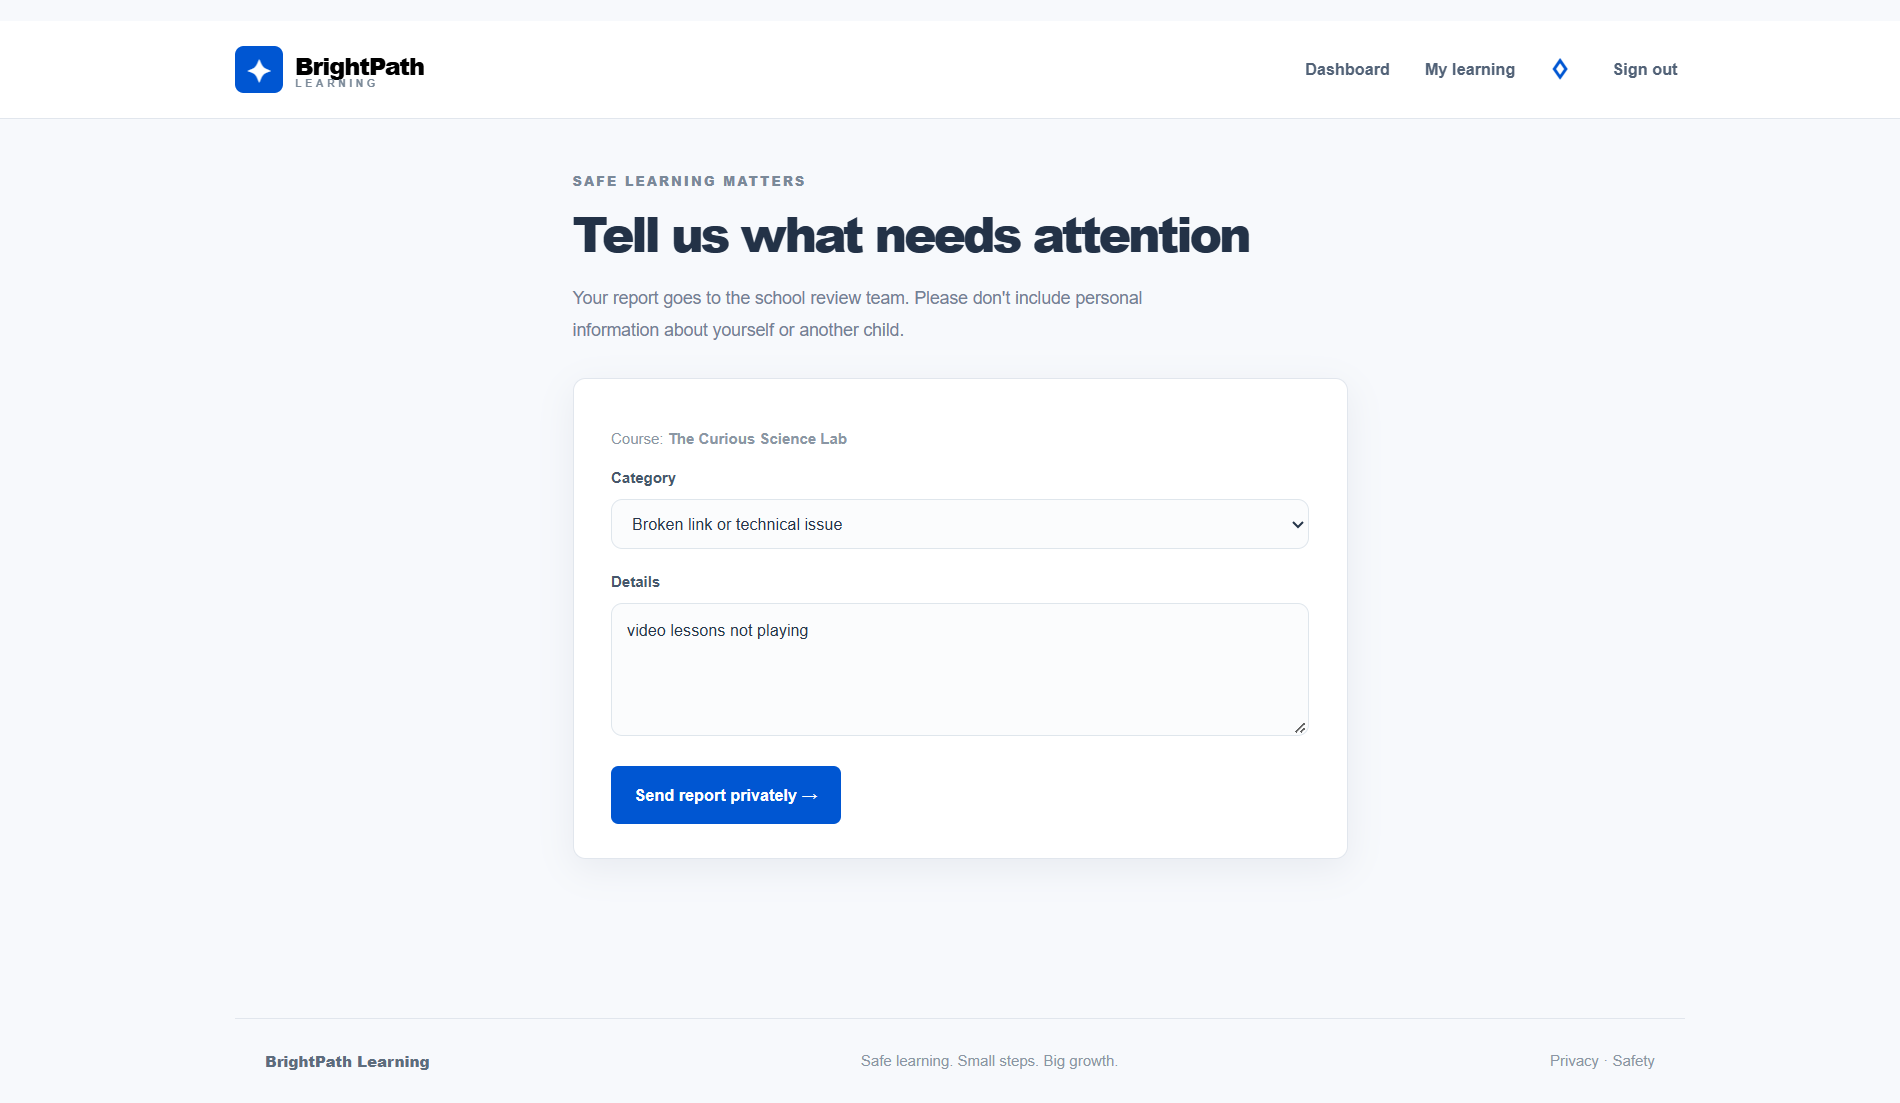 BrightPath
LEARNING
Dashboard
My learning
Sign out
SAFE LEARNING MATTERS
Tell us what needs attention
Your report goes to the school review team. Please don't include personal
information about yourself or another child.
Course: The Curious Science Lab
Category
Broken link or technical issue
Details
video lessons not playing
Send report privately →
BrightPath Learning
Safe learning. Small steps. Big growth.
Privacy · Safety